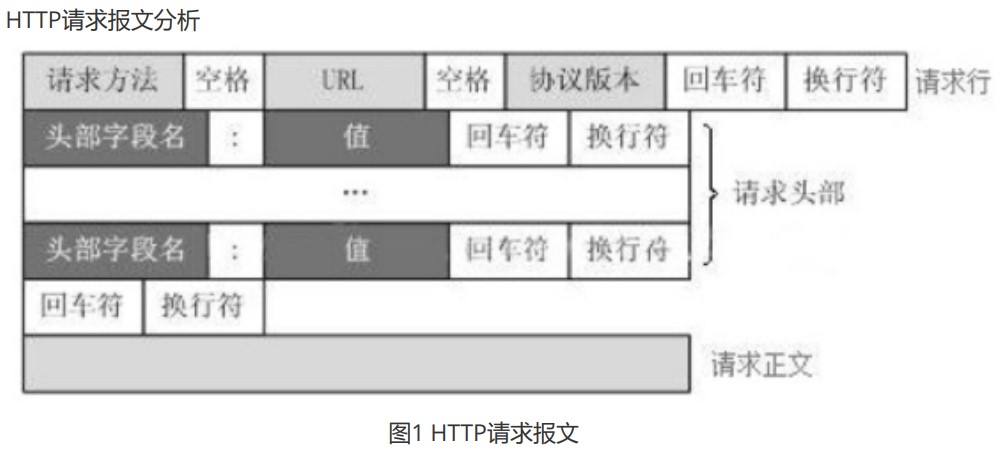 HTTP请求报文分析
请求方法 空格 URL 空格 协议版本 回车符 换行符 请求行
头部字段名 : 值 回车符 换行符
... 请求头部
头部字段名 : 值 回车符 换行符
回车符 换行符
请求正文
图1 HTTP请求报文